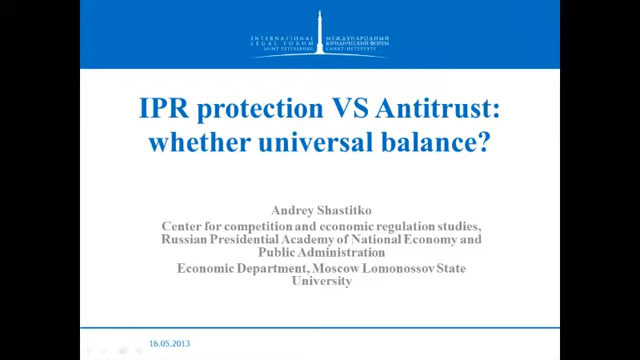 INTERNATIONAL
LEGAL FORUM
SAINT PETERSBURG
МЕЖДУНАРОДНЫЙ
ЮРИДИЧЕСКИЙ ФОРУМ
САНКТ-ПЕТЕРБУРГ
IPR protection VS Antitrust:
whether universal balance?
Andrey Shastitko
Center for competition and economic regulation studies,
Russian Presidential Academy of National Economy and
Public Administration
Economic Department, Moscow Lomonossov State
University
16.05.2013